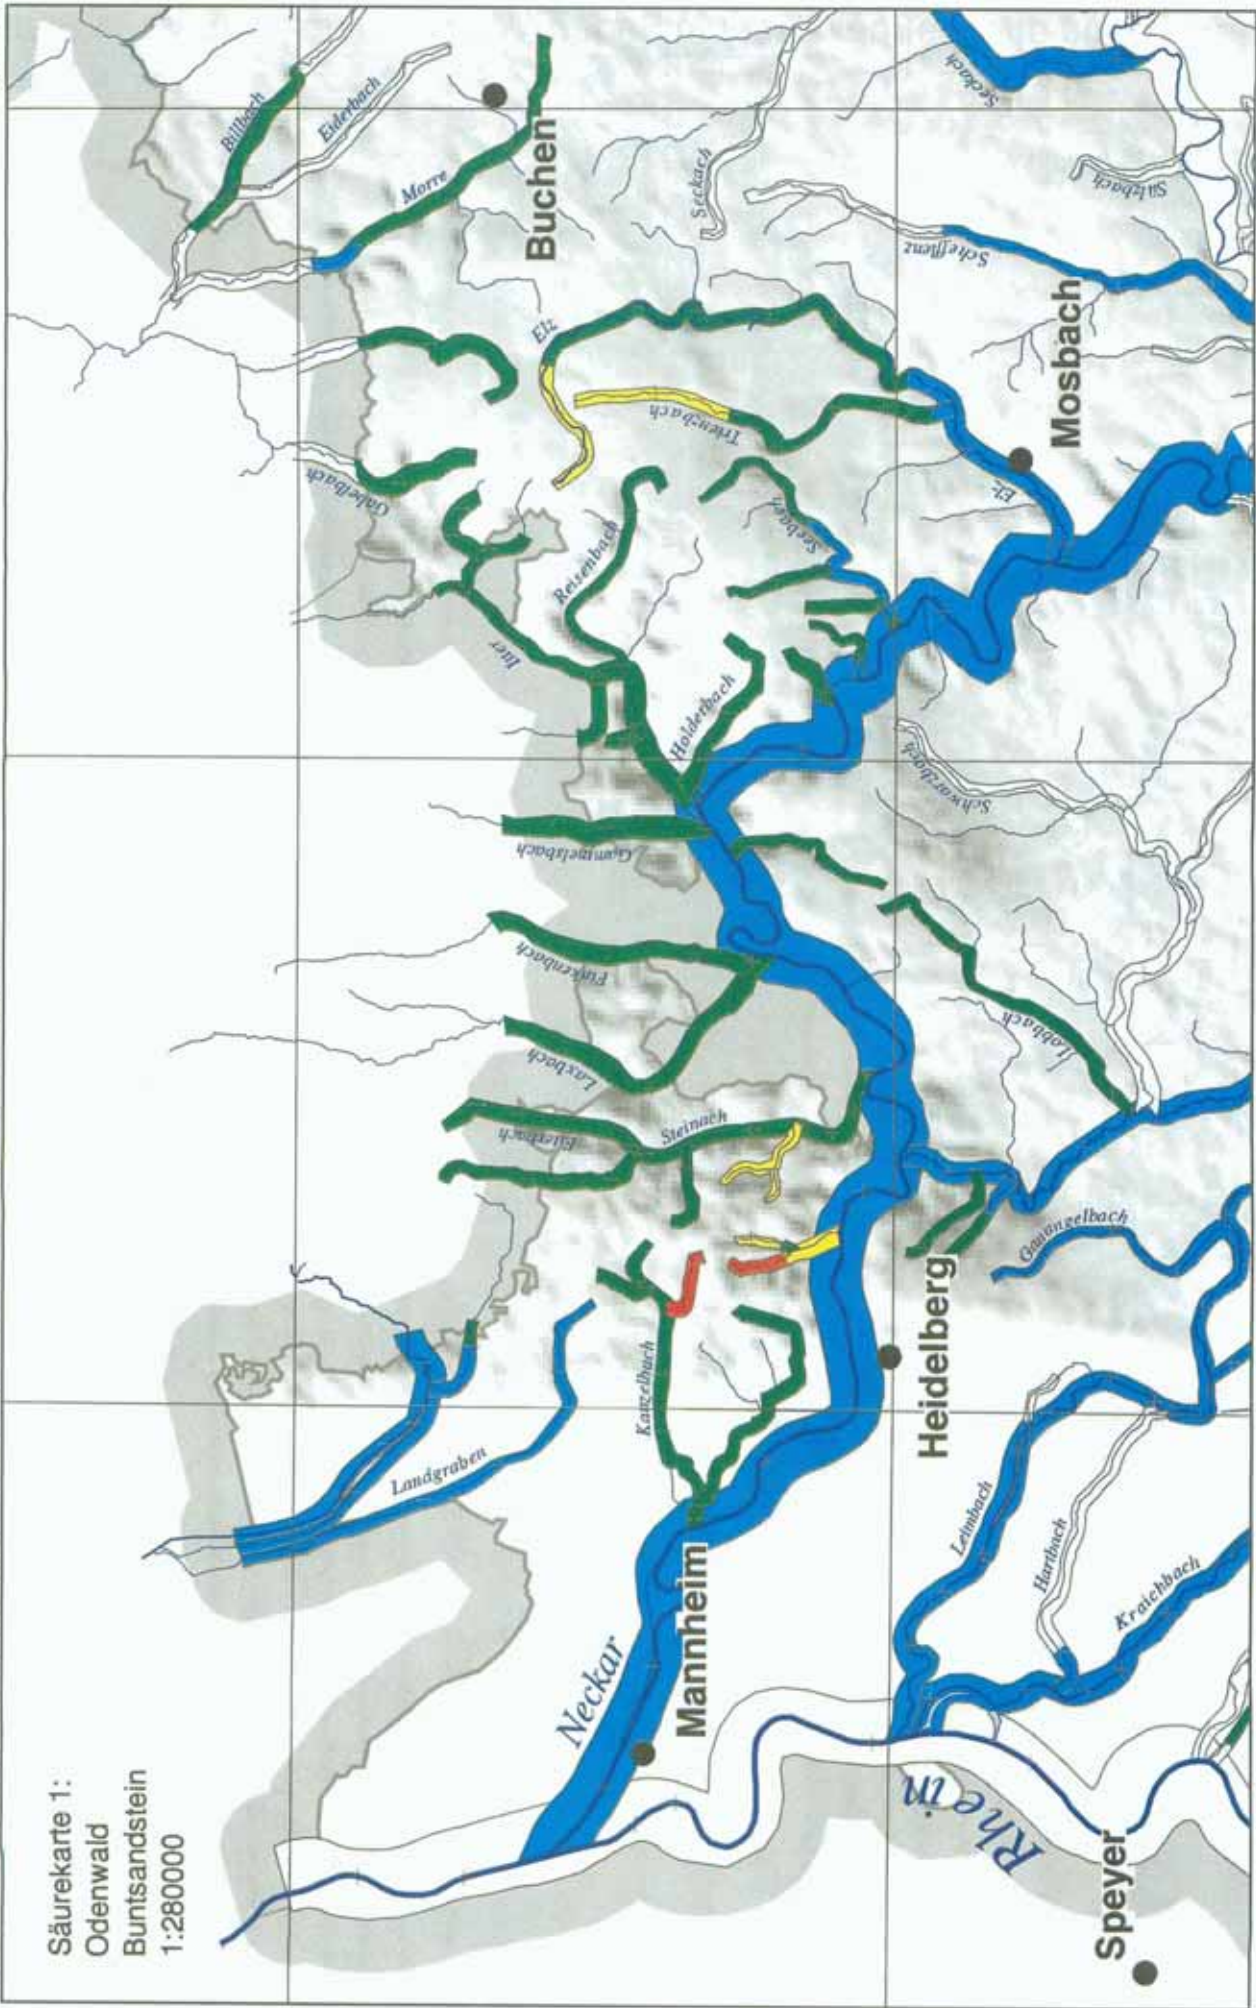 Säurekarte 1:
Odenwald
Buntsandstein
1:280000
Billbach
Eiderbach
Morre
Buchen
Seckach
Seckach
Sulzbach
Schefflenz
Elz
Trienzbach
Mosbach
Elz
Gabelbach
Reisenbach
Seebach
Itter
Holderbach
Schwarzbach
Gammelsbach
Finkenbach
Laxbach
Lobbach
Eiterbach
Steinach
Gauangelbach
Heidelberg
Kanzelbach
Landgraben
Leimbach
Hartbach
Kraichbach
Mannheim
Neckar
Rhein
Speyer